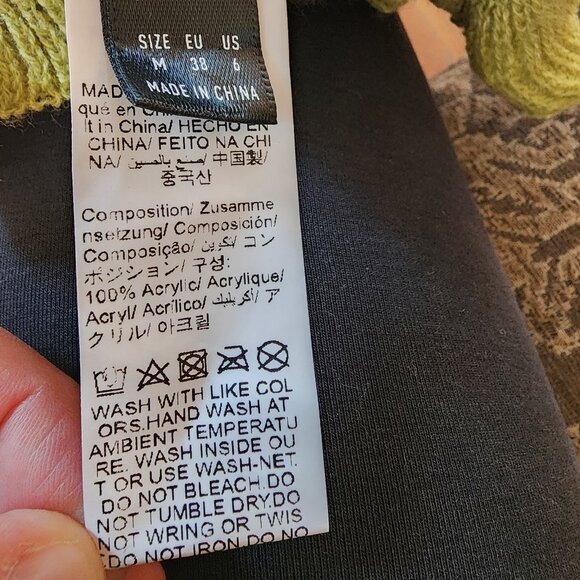 SIZE EU US
M 38 6
MADE IN CHINA
MAD
qué en
lt in China/ HECHO EN
CHINA/ FEITO NA CHI
NA/ صنع بالصين/ 中国製/
중국산
Composition/ Zusamme
nsetzung/ Composición/
Composição/ تكوين/ コン
ポジション/ 구성:
100% Acrylic/ Acrylique/
Acryl/ Acrílico/ أكريليك/ ア
クリル/ 아크릴
WASH WITH LIKE COL
ORS.HAND WASH AT
AMBIENT TEMPERATU
RE. WASH INSIDE OU
T OR USE WASH-NET.
DO NOT BLEACH.DO
NOT TUMBLE DRY.DO
NOT WRING OR TWIS
DO NOT IRON DO NO